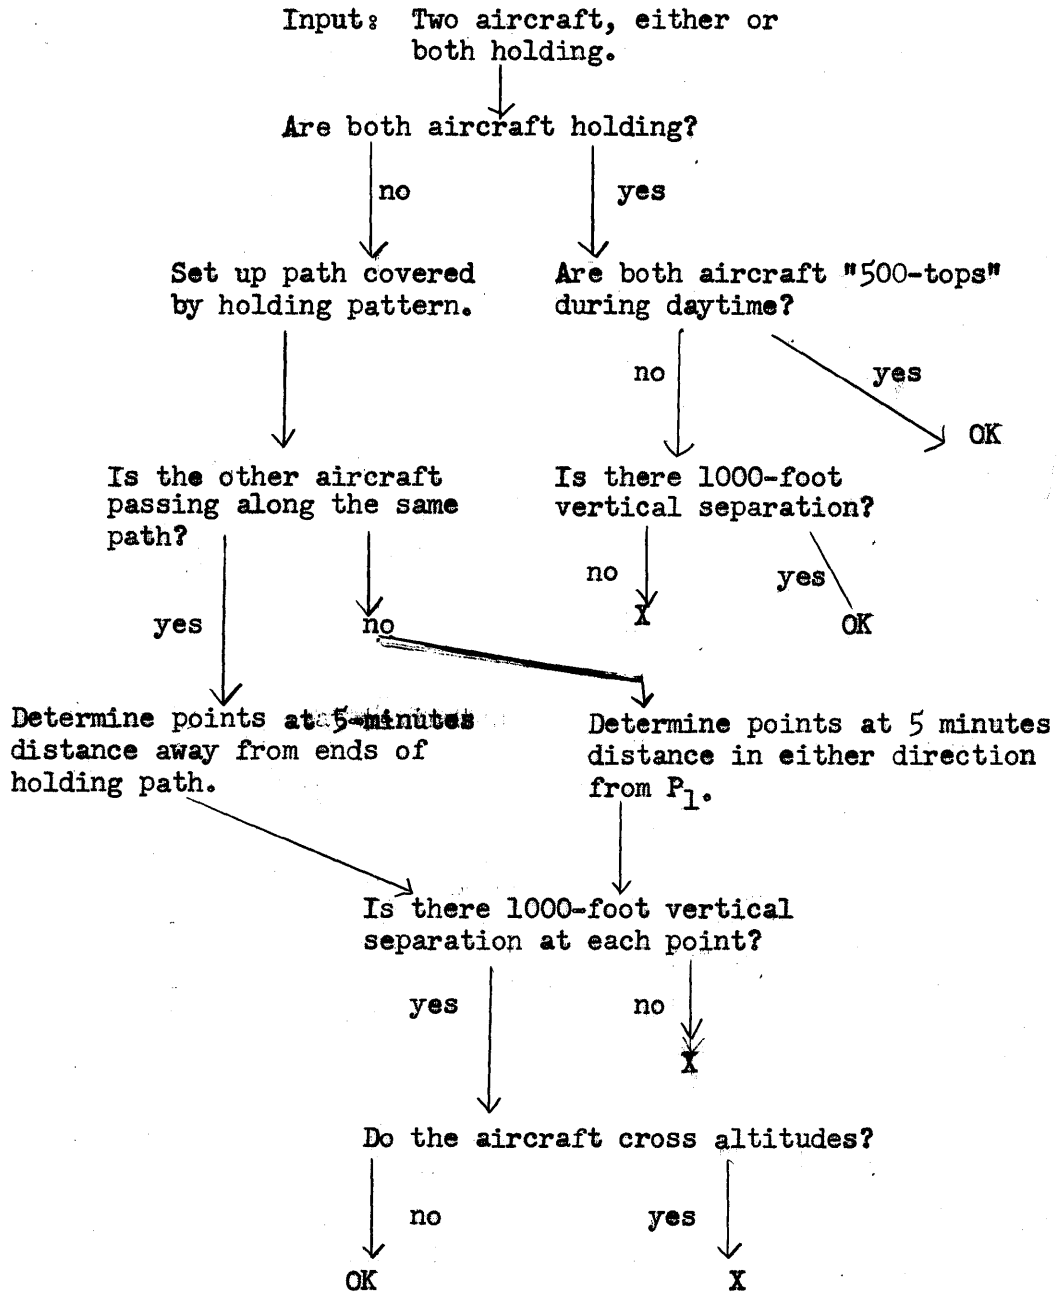 Input: Two aircraft, either or
both holding.
Are both aircraft holding?
no
yes
Set up path covered
by holding pattern.
Are both aircraft "500-tops"
during daytime?
no
yes
OK
Is the other aircraft
passing along the same
path?
Is there 1000-foot
vertical separation?
no
yes
X
OK
yes
no
Determine points at 5-minutes
distance away from ends of
holding path.
Determine points at 5 minutes
distance in either direction
from P1.
Is there 1000-foot vertical
separation at each point?
yes
no
X
Do the aircraft cross altitudes?
no
yes
OK
X